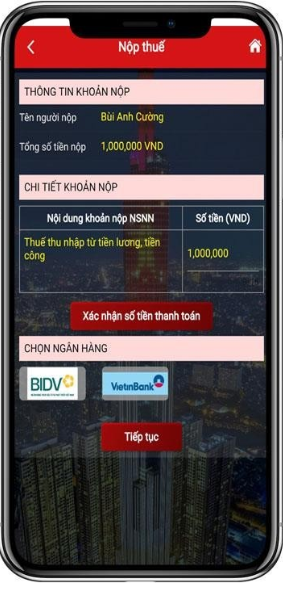 Nộp thuế
THÔNG TIN KHOẢN NỘP
Tên người nộp Bùi Anh Cường
Tổng số tiền nộp 1,000,000 VND
CHI TIẾT KHOẢN NỘP
Nội dung khoản nộp NSNN Số tiền (VND)
Thuế thu nhập từ tiền lương, tiền
công 1,000,000
Xác nhận số tiền thanh toán
CHỌN NGÂN HÀNG
BIDV VietinBank
Tiếp tục